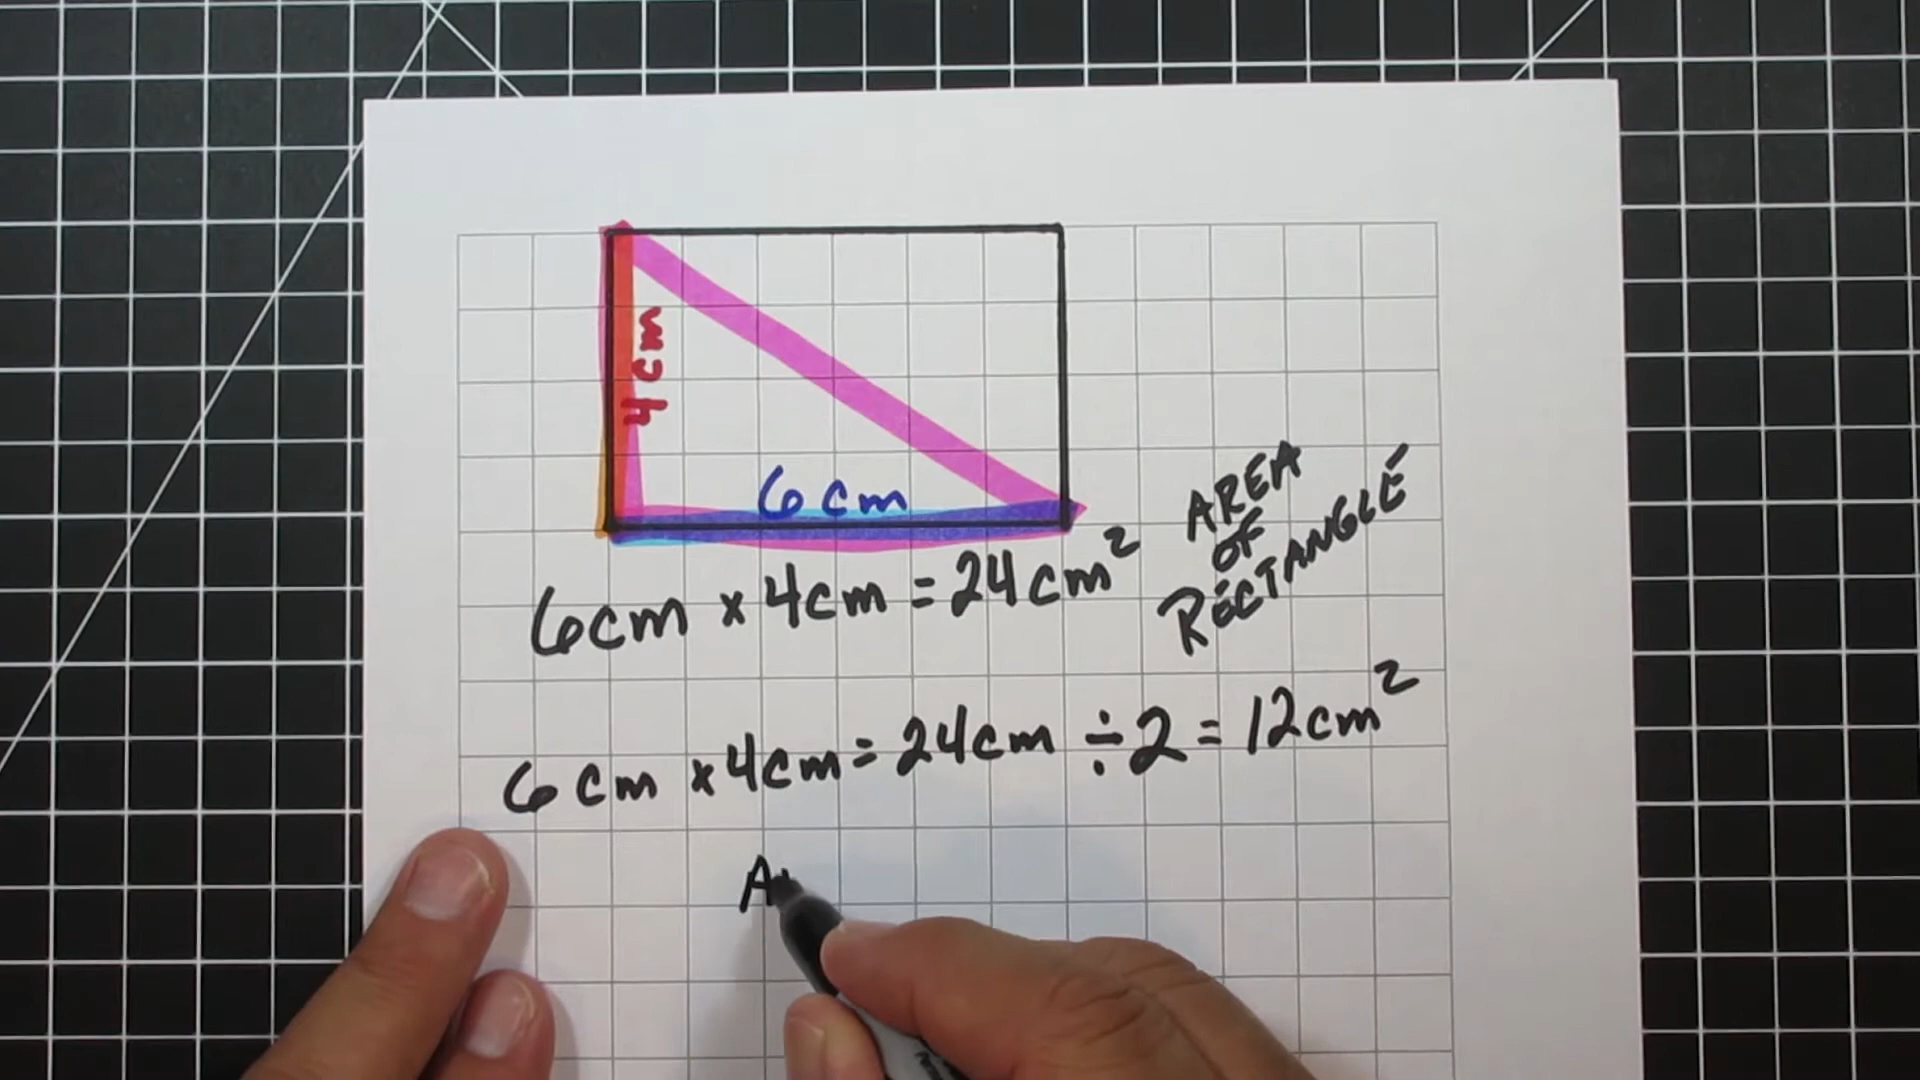 4cm
6cm
6cm x 4cm = 24cm²
AREA
OF
RECTANGLE
6cm x 4cm = 24cm ÷ 2 = 12cm²
A